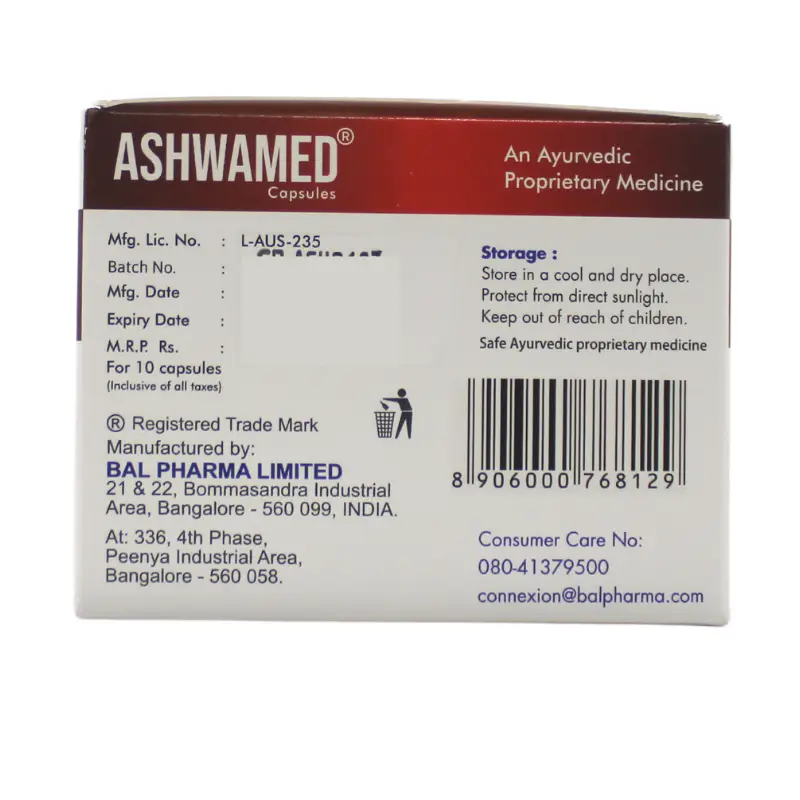 ASHWAMED®
Capsules
An Ayurvedic
Proprietary Medicine
Mfg. Lic. No. : L-AUS-235
Batch No. :
Mfg. Date :
Expiry Date :
M.R.P. Rs. :
For 10 capsules
(Inclusive of all taxes)
® Registered Trade Mark
Manufactured by:
BAL PHARMA LIMITED
21 & 22, Bommasandra Industrial
Area, Bangalore - 560 099, INDIA.
At: 336, 4th Phase,
Peenya Industrial Area,
Bangalore - 560 058.
Storage :
Store in a cool and dry place.
Protect from direct sunlight.
Keep out of reach of children.
Safe Ayurvedic proprietary medicine
8 906000 768129
Consumer Care No:
080-41379500
connexion@balpharma.com